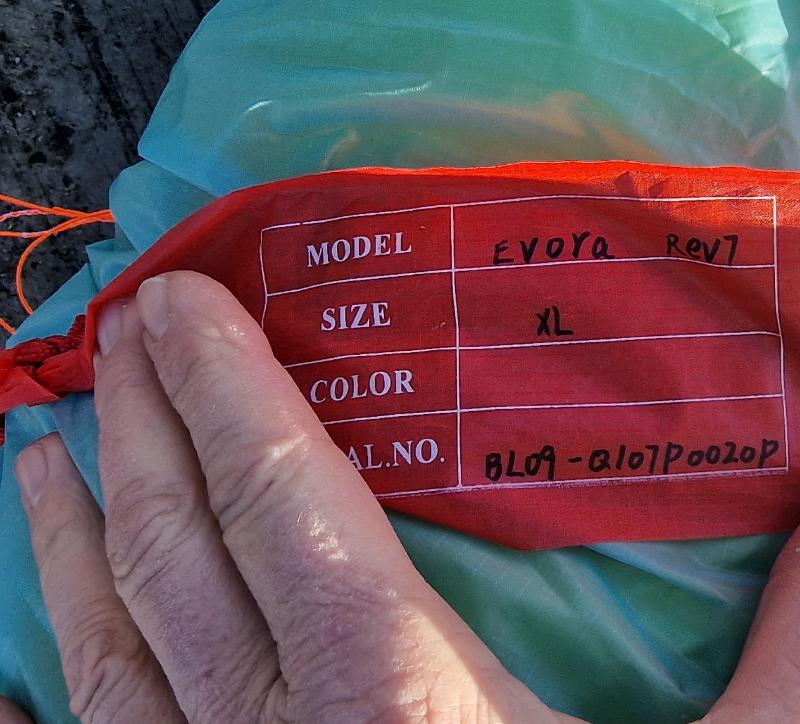 MODEL Evora Rev7
SIZE XL
COLOR
AL.NO. BL09-Q107P0020P